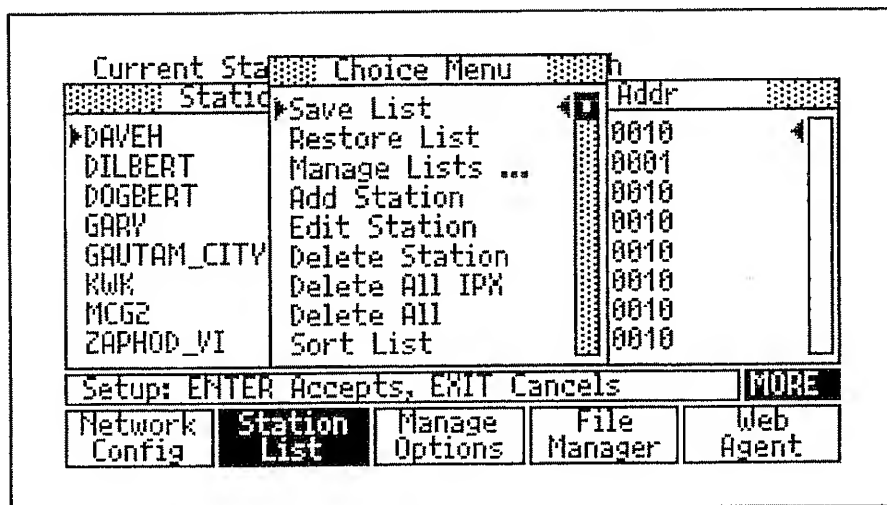 Current Sta
Choice Menu
n
Static
Addr
DAVEH
DILBERT
DOGBERT
GARY
GAUTAM_CITY
KWK
MCG2
ZAPHOD_VI
Save List
Restore List
Manage Lists ...
Add Station
Edit Station
Delete Station
Delete All IPX
Delete All
Sort List
0010
0001
0010
0010
0010
0010
0010
0010
Setup: ENTER Accepts, EXIT Cancels
MORE
Network
Config
Station
List
Manage
Options
File
Manager
Web
Agent